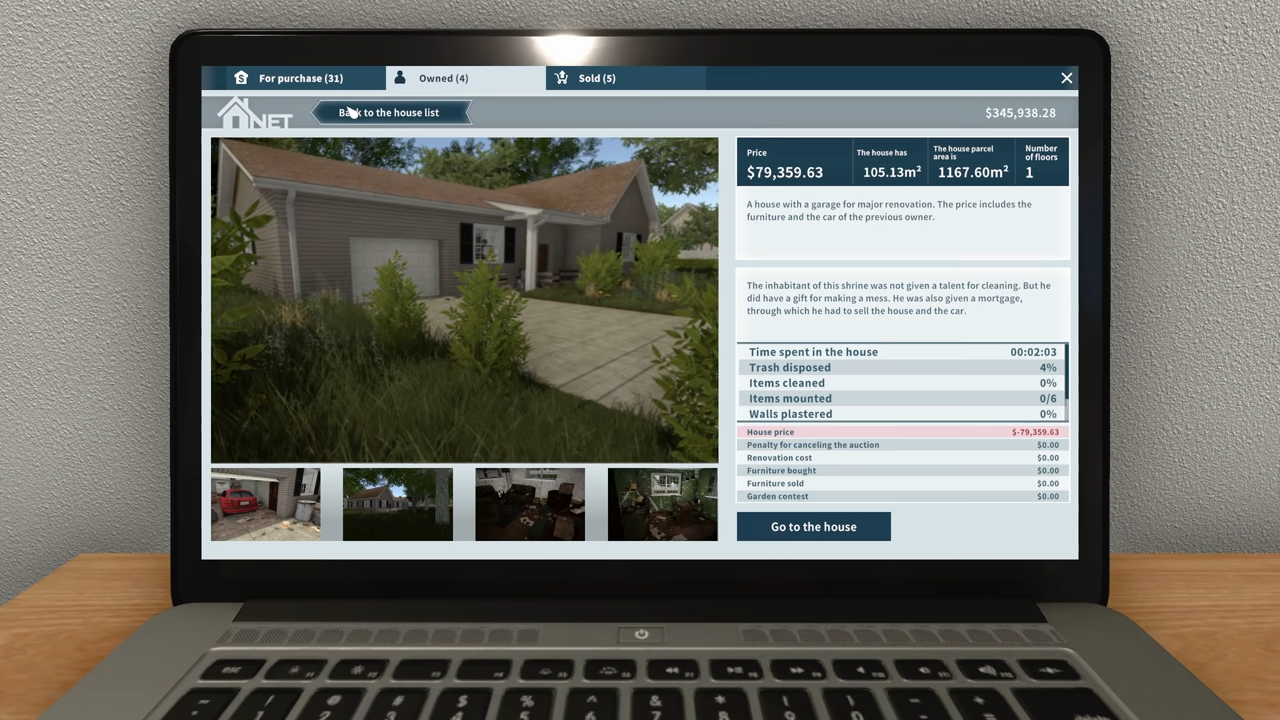 For purchase (31)
Owned (4)
Sold (5)
NET
Back to the house list
$345,938.28
Price
$79,359.63
The house has
105.13m²
The house parcel
area is
1167.60m²
Number
of floors
1
A house with a garage for major renovation. The price includes the
furniture and the car of the previous owner.
The inhabitant of this shrine was not given a talent for cleaning. But he
did have a gift for making a mess. He was also given a mortgage,
through which he had to sell the house and the car.
Time spent in the house 00:02:03
Trash disposed 4%
Items cleaned 0%
Items mounted 0/6
Walls plastered 0%
House price $-79,359.63
Penalty for canceling the auction $0.00
Renovation cost $0.00
Furniture bought $0.00
Furniture sold $0.00
Garden contest $0.00
Go to the house
esc